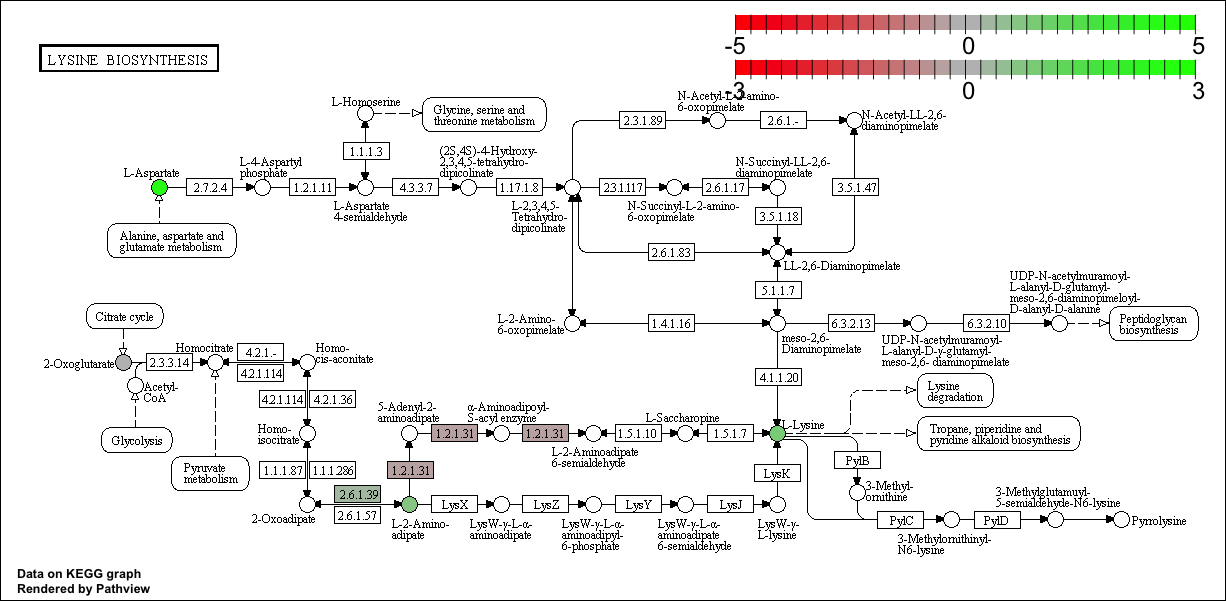 LYSINE BIOSYNTHESIS
-5
0
5
-3
0
3
L-Homoserine
Glycine, serine and
threonine metabolism
N-Acetyl-L-2-amino-
6-oxopimelate
2.3.1.89
2.6.1.-
N-Acetyl-LL-2,6-
diaminopimelate
1.1.1.3
L-Aspartate
L-4-Aspartyl
phosphate
(2S,4S)-4-Hydroxy-
2,3,4,5-tetrahydro-
dipicolinate
N-Succinyl-LL-2,6-
diaminopimelate
2.7.2.4
1.2.1.11
4.3.3.7
1.17.1.8
2.3.1.117
2.6.1.17
3.5.1.47
L-Aspartate
4-semialdehyde
L-2,3,4,5-
Tetrahydro-
dipicolinate
N-Succinyl-L-2-amino-
6-oxopimelate
3.5.1.18
Alanine, aspartate and
glutamate metabolism
2.6.1.83
LL-2,6-Diaminopimelate
5.1.1.7
UDP-N-acetylmuramoyl-
L-alanyl-D-glutamyl-
meso-2,6-diaminopimeloyl-
D-alanyl-D-alanine
Citrate cycle
L-2-Amino-
6-oxopimelate
1.4.1.16
6.3.2.13
6.3.2.10
Peptidoglycan
biosynthesis
meso-2,6-
Diaminopimelate
UDP-N-acetylmuramoyl-
L-alanyl-D-γ-glutamyl-
meso-2,6- diaminopimelate
2-Oxoglutarate
2.3.3.14
Homocitrate
4.2.1.-
4.2.1.114
Homo-
cis-aconitate
4.1.1.20
Acetyl-
CoA
4.2.1.114
4.2.1.36
Lysine
degradation
5-Adenyl-2-
aminoadipate
α-Aminoadipoyl-
S-acyl enzyme
L-Saccharopine
L-Lysine
Glycolysis
Homo-
isocitrate
1.2.1.31
1.2.1.31
1.5.1.10
1.5.1.7
Tropane, piperidine and
pyridine alkaloid biosynthesis
L-2-Aminoadipate
6-semialdehyde
Pyruvate
metabolism
1.1.1.87
1.1.1.286
1.2.1.31
LysK
PylB
3-Methyl-
ornithine
2.6.1.39
2.6.1.57
LysX
LysZ
LysY
LysJ
2-Oxoadipate
L-2-Amino-
adipate
LysW-γ-L-α-
aminoadipate
LysW-γ-L-α-
aminoadipyl-
6-phosphate
LysW-γ-L-α-
aminoadipate
6-semialdehyde
LysW-γ-
L-lysine
3-Methylglutamuyl-
5-semialdehyde-N6-lysine
PylC
PylD
Pyrrolysine
3-Methylornithinyl-
N6-lysine
Data on KEGG graph
Rendered by Pathview